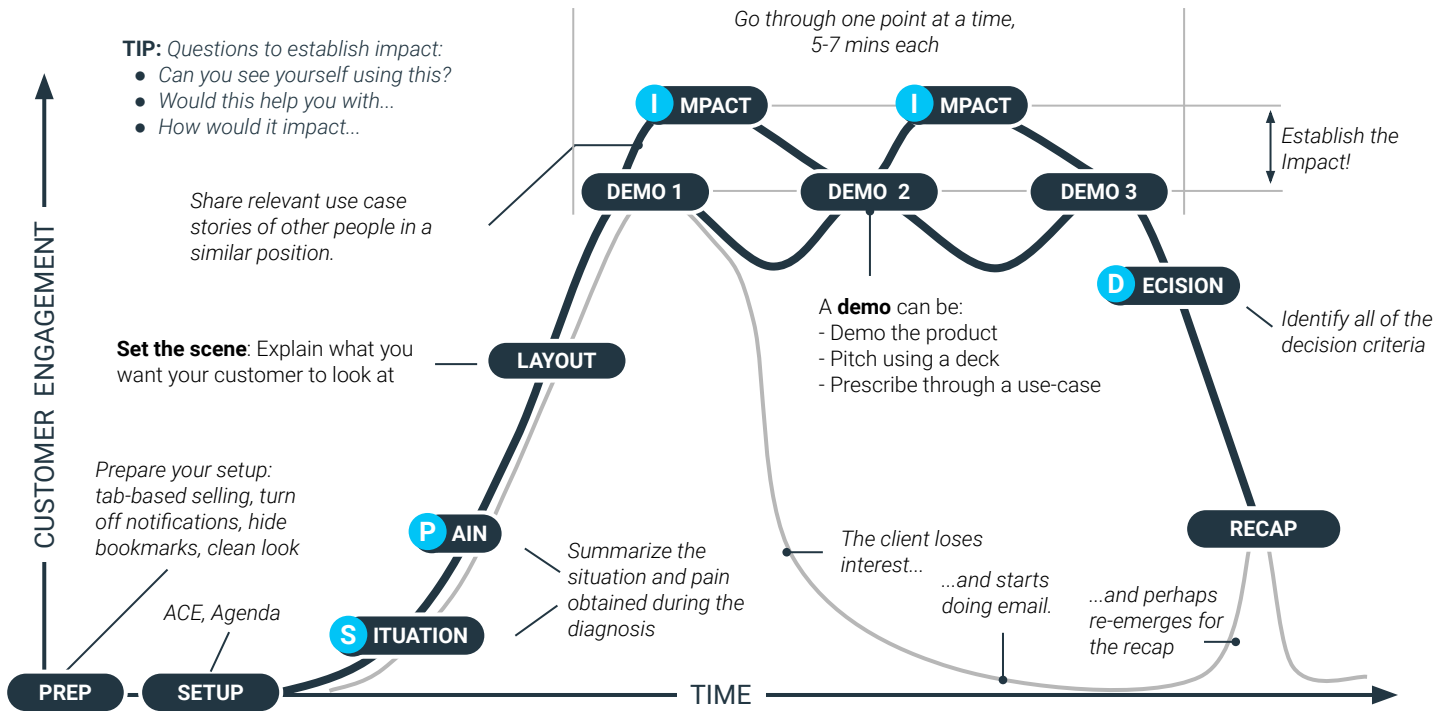 Go through one point at a time,
5-7 mins each
TIP: Questions to establish impact:
● Can you see yourself using this?
● Would this help you with...
● How would it impact...
IMPACT
IMPACT
Establish the
Impact!
Share relevant use case
stories of other people in a
similar position.
DEMO 1
DEMO 2
DEMO 3
DECISION
Identify all of the
decision criteria
A demo can be:
- Demo the product
- Pitch using a deck
- Prescribe through a use-case
Set the scene: Explain what you
want your customer to look at
LAYOUT
CUSTOMER ENGAGEMENT
Prepare your setup:
tab-based selling, turn
off notifications, hide
bookmarks, clean look
PAIN
Summarize the
situation and pain
obtained during the
diagnosis
The client loses
interest...
...and starts
doing email.
...and perhaps
re-emerges for
the recap
RECAP
ACE, Agenda
SITUATION
PREP
SETUP
TIME